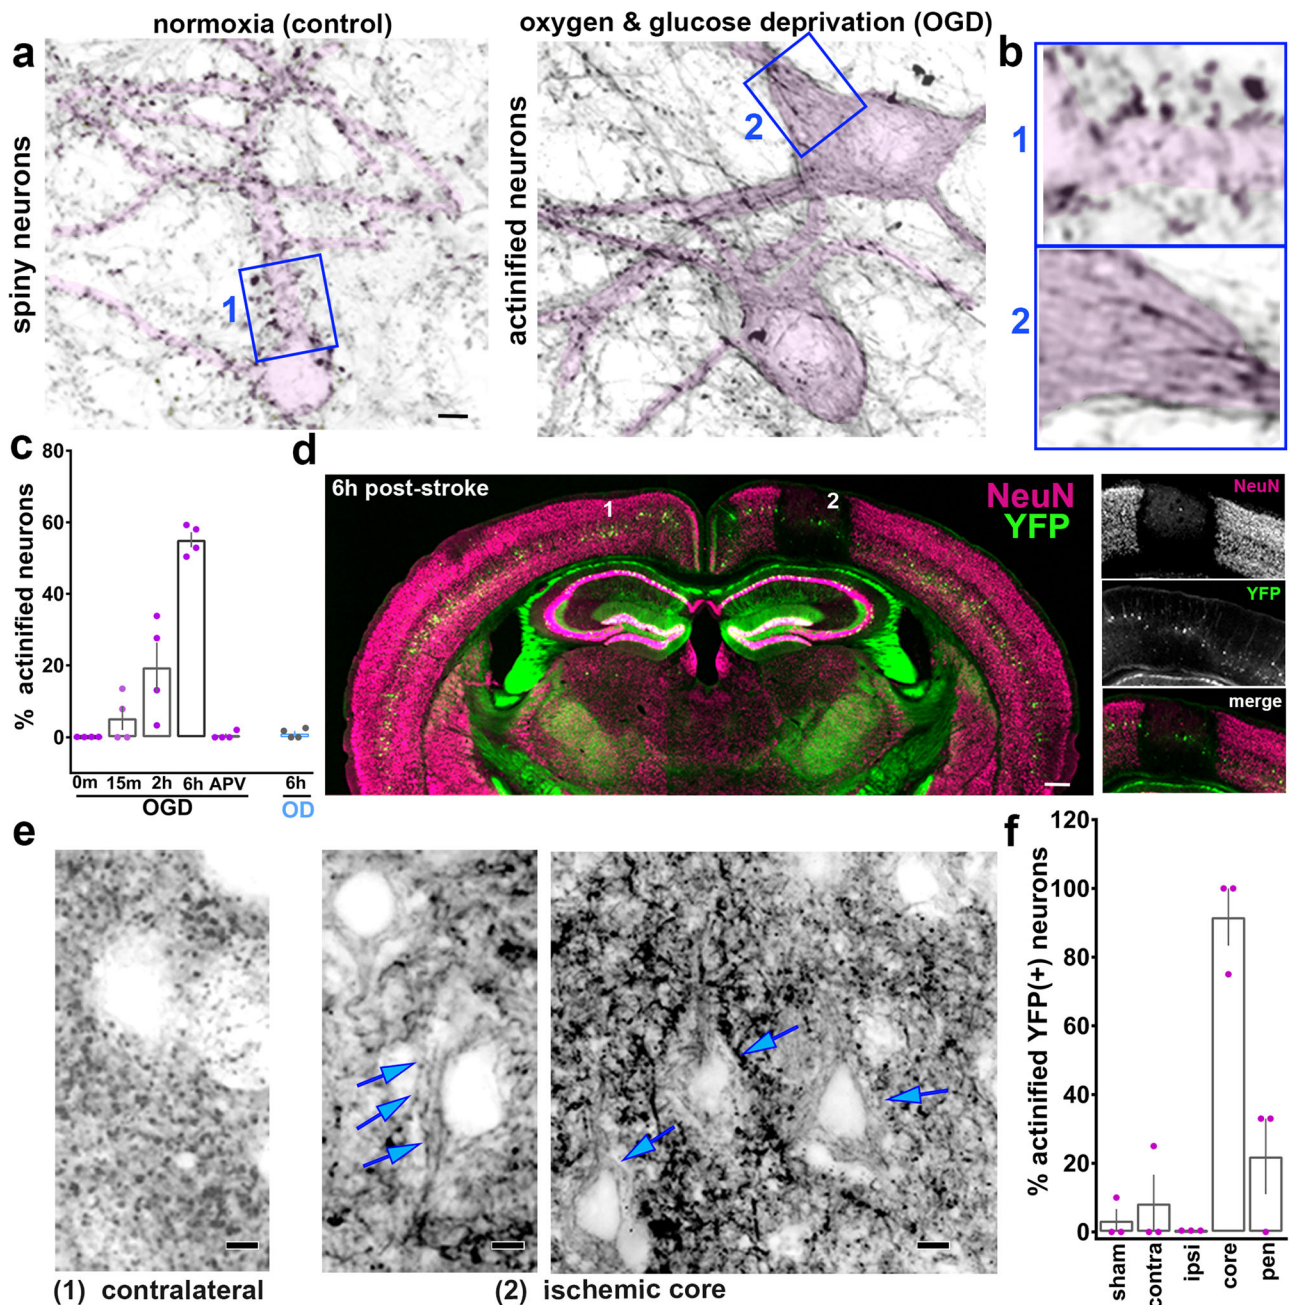 normoxia (control)
oxygen & glucose deprivation (OGD)
a
b
spiny neurons
actinified neurons
1
2
1
2
c
d
% actinified neurons
80
60
40
20
0
0m 15m 2h 6h APV 6h
OGD OD
6h post-stroke
1
2
NeuN
YFP
NeuN
YFP
merge
e
f
(1) contralateral
(2) ischemic core
% actinified YFP(+) neurons
120
100
80
60
40
20
0
sham
contra
ipsi
core
pen